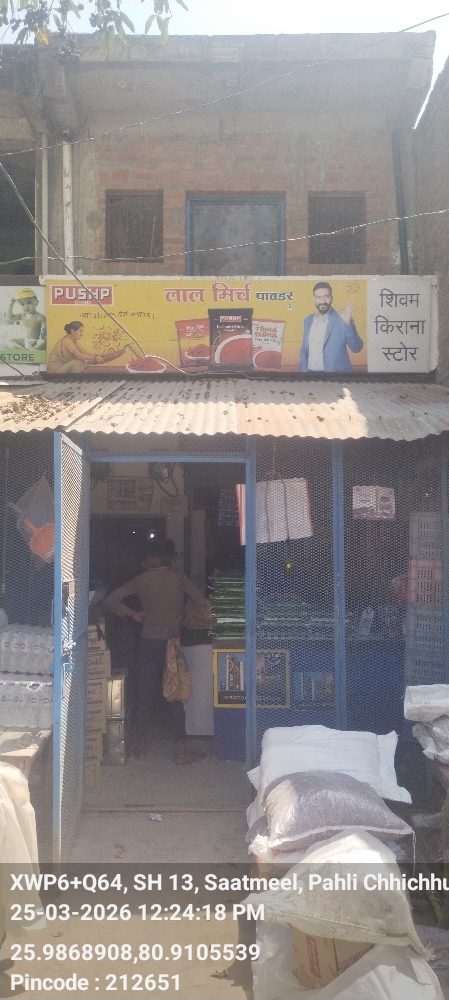 PUSHP
लाल मिर्च पावडर
PUSHP
शिवम
किराना
स्टोर
STORE
XWP6+Q64, SH 13, Saatmeel, Pahli Chhichhu
25-03-2026 12:24:18 PM
25.9868908,80.9105539
Pincode : 212651